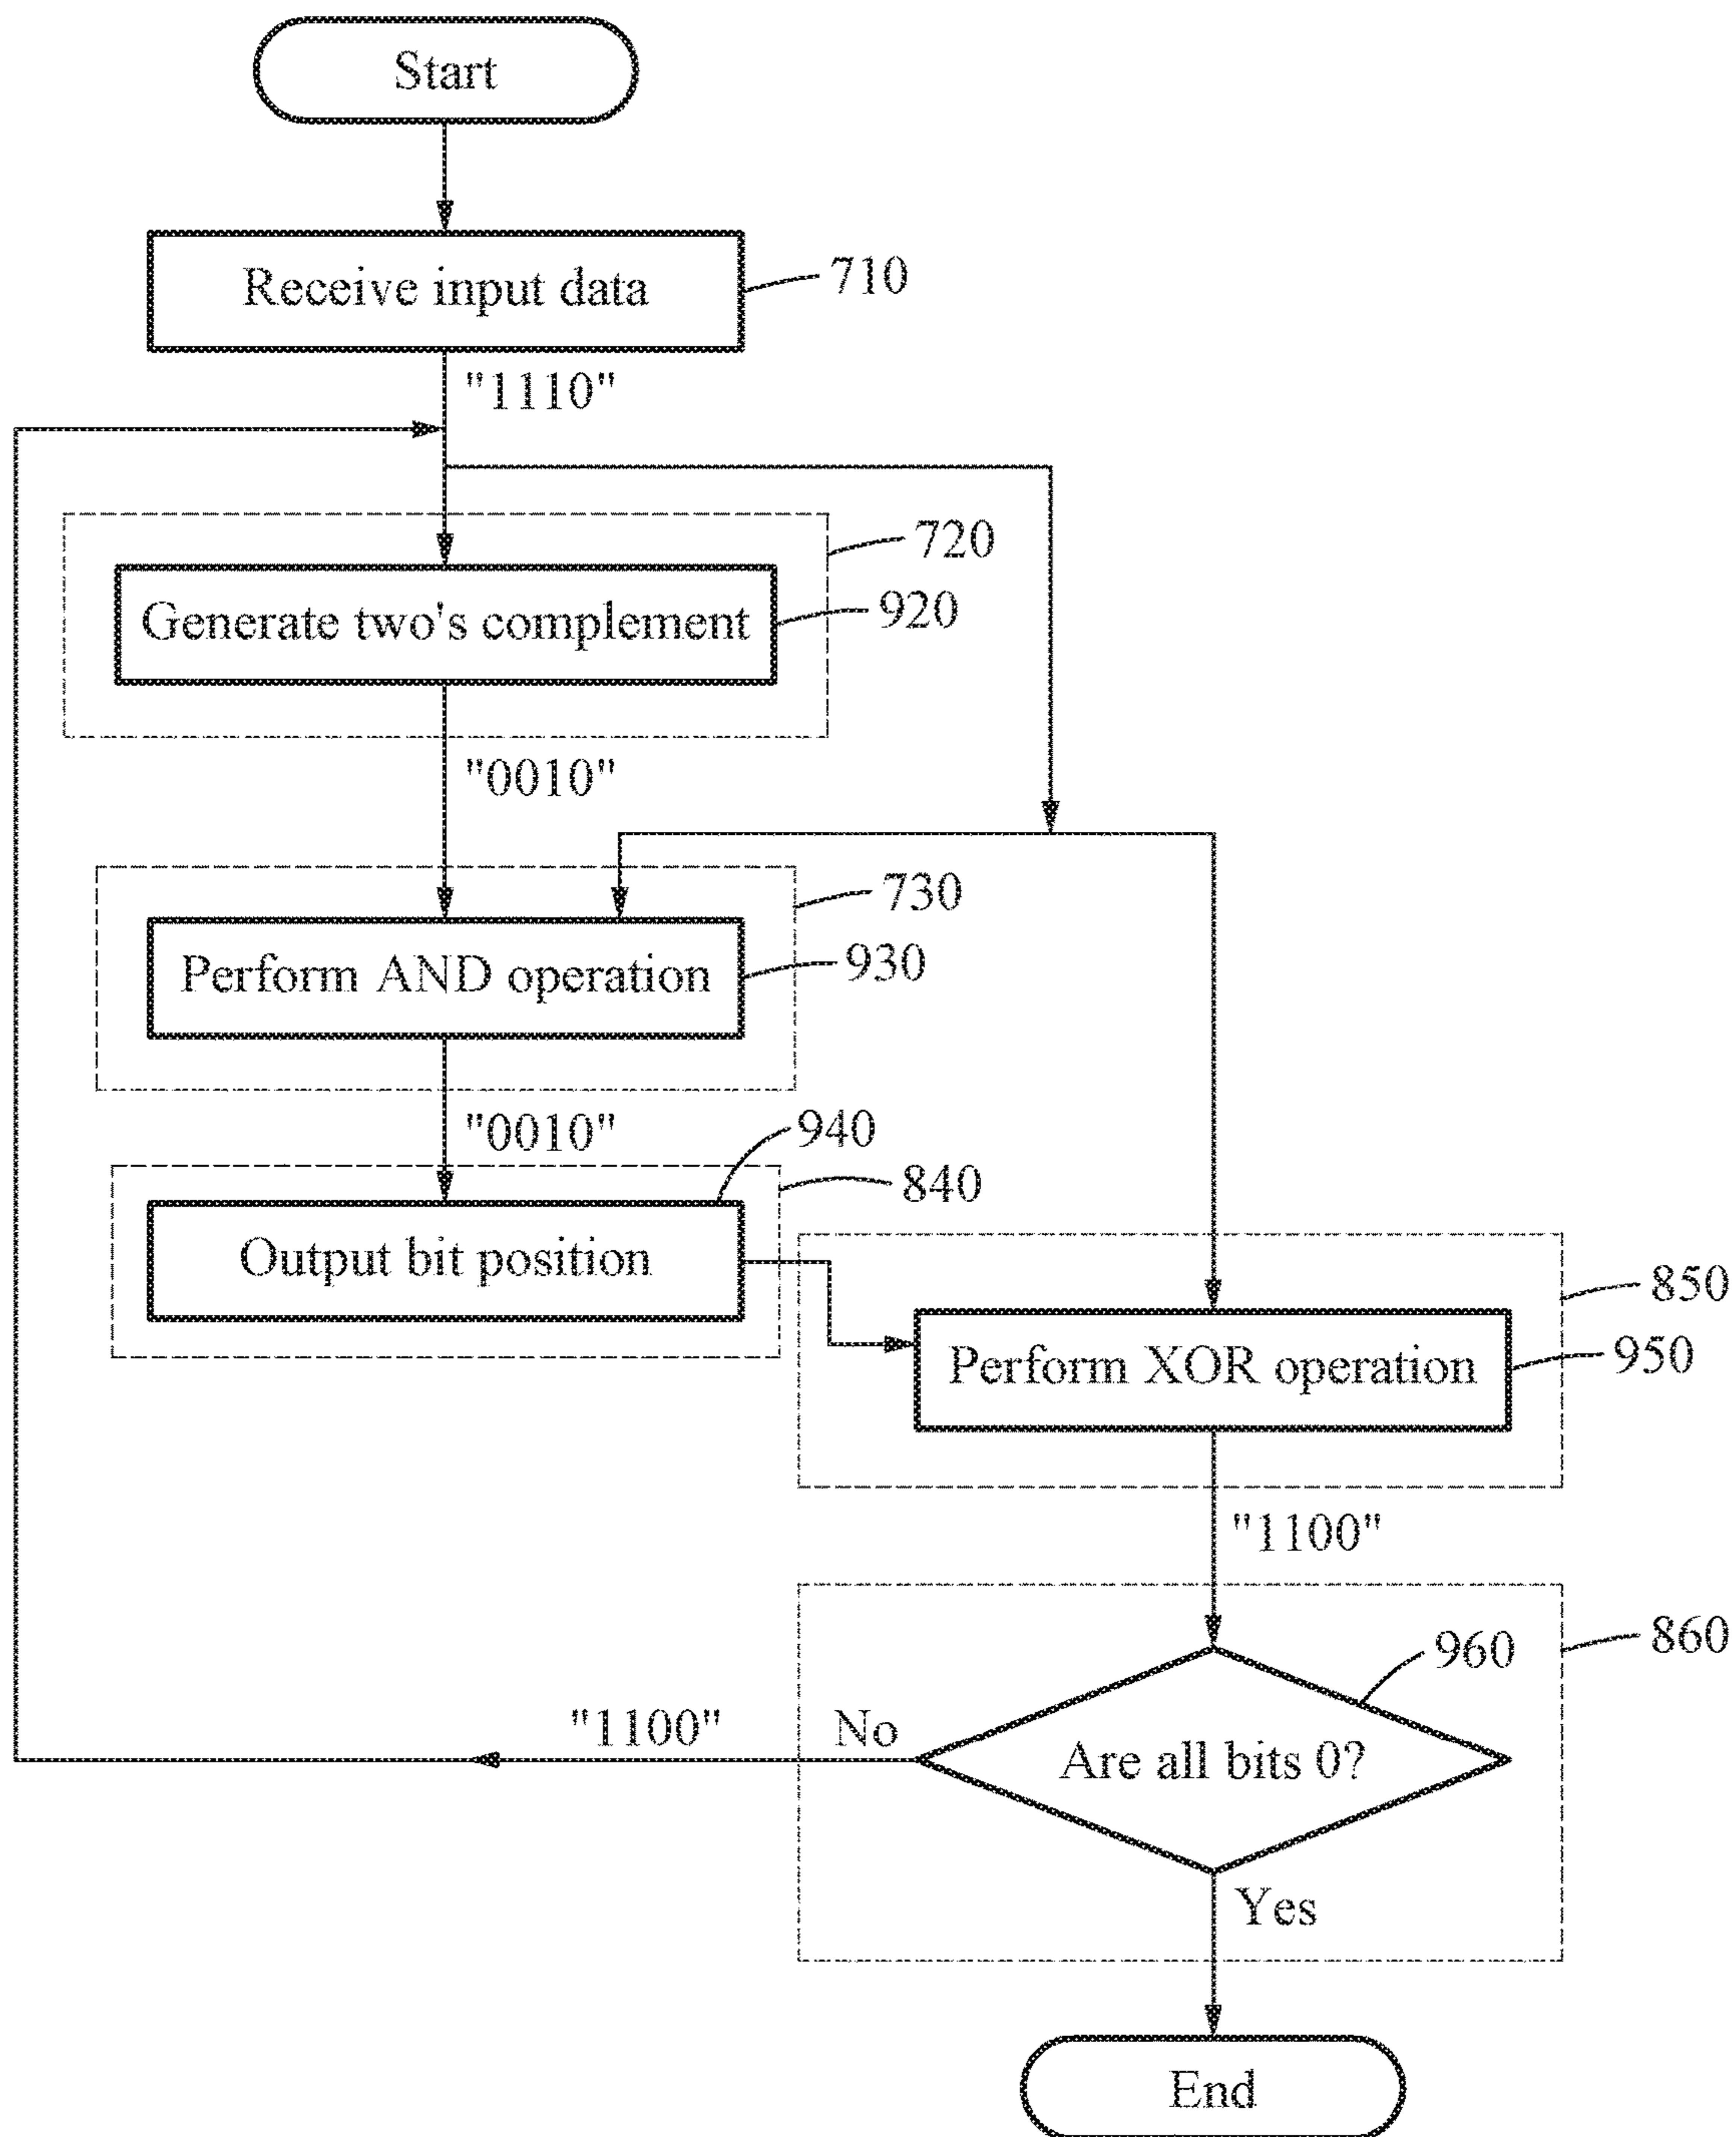 Start
Receive input data
710
"1110"
720
Generate two's complement
920
"0010"
730
Perform AND operation
930
"0010"
940
840
Output bit position
850
Perform XOR operation
950
"1100"
860
960
"1100"
No
Are all bits 0?
Yes
End